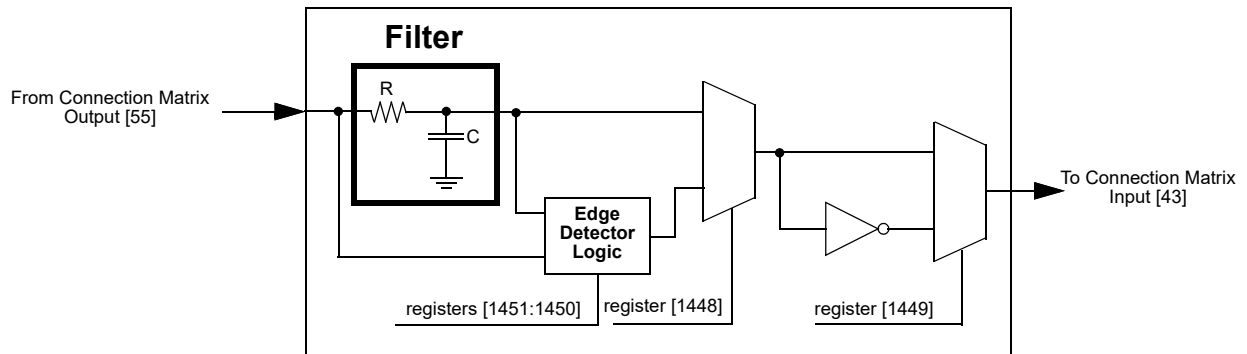 Filter
R
C
From Connection Matrix
Output [55]
To Connection Matrix
Input [43]
Edge
Detector
Logic
registers [1451:1450]
register [1448]
register [1449]